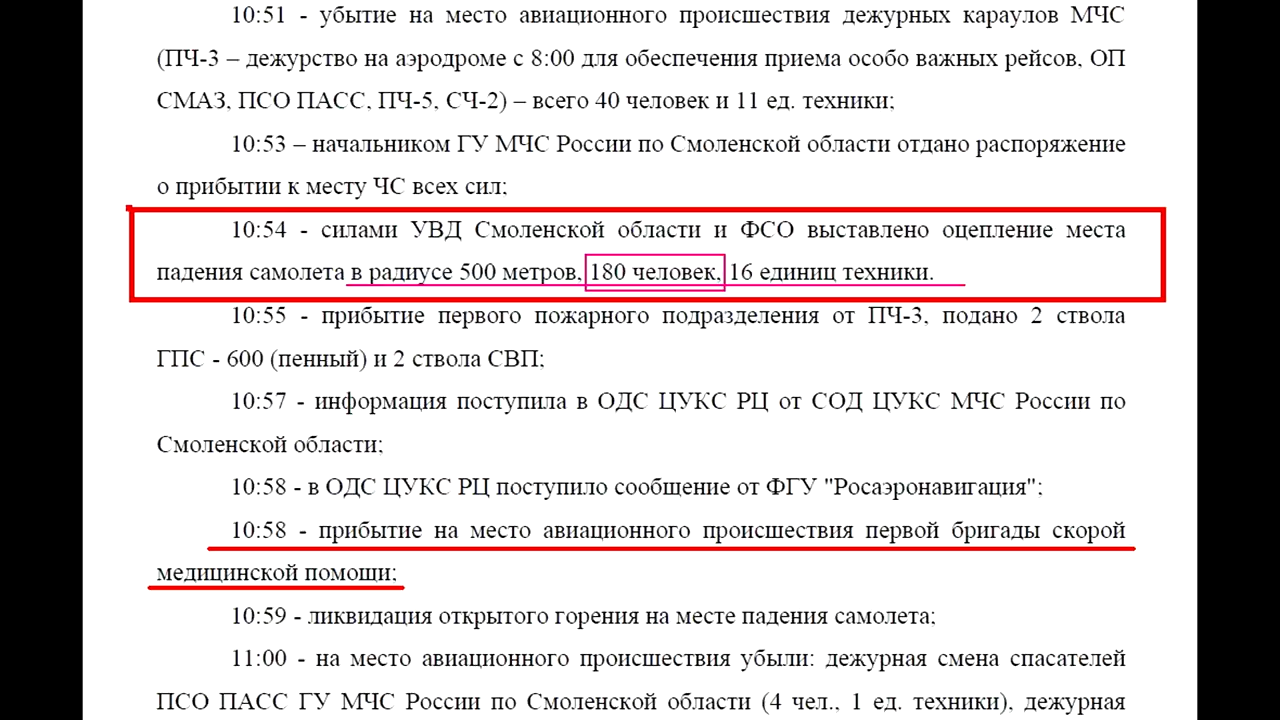 10:51 - убытие на место авиационного происшествия дежурных караулов МЧС
(ПЧ-3 – дежурство на аэродроме с 8:00 для обеспечения приема особо важных рейсов, ОП
СМАЗ, ПСО ПАСС, ПЧ-5, СЧ-2) – всего 40 человек и 11 ед. техники;
10:53 – начальником ГУ МЧС России по Смоленской области отдано распоряжение
о прибытии к месту ЧС всех сил;
10:54 - силами УВД Смоленской области и ФСО выставлено оцепление места
падения самолета в радиусе 500 метров, 180 человек, 16 единиц техники.
10:55 - прибытие первого пожарного подразделения от ПЧ-3, подано 2 ствола
ГПС - 600 (пенный) и 2 ствола СВП;
10:57 - информация поступила в ОДС ЦУКС РЦ от СОД ЦУКС МЧС России по
Смоленской области;
10:58 - в ОДС ЦУКС РЦ поступило сообщение от ФГУ "Росаэронавигация";
10:58 - прибытие на место авиационного происшествия первой бригады скорой
медицинской помощи;
10:59 - ликвидация открытого горения на месте падения самолета;
11:00 - на место авиационного происшествия убыли: дежурная смена спасателей
ПСО ПАСС ГУ МЧС России по Смоленской области (4 чел., 1 ед. техники), дежурная